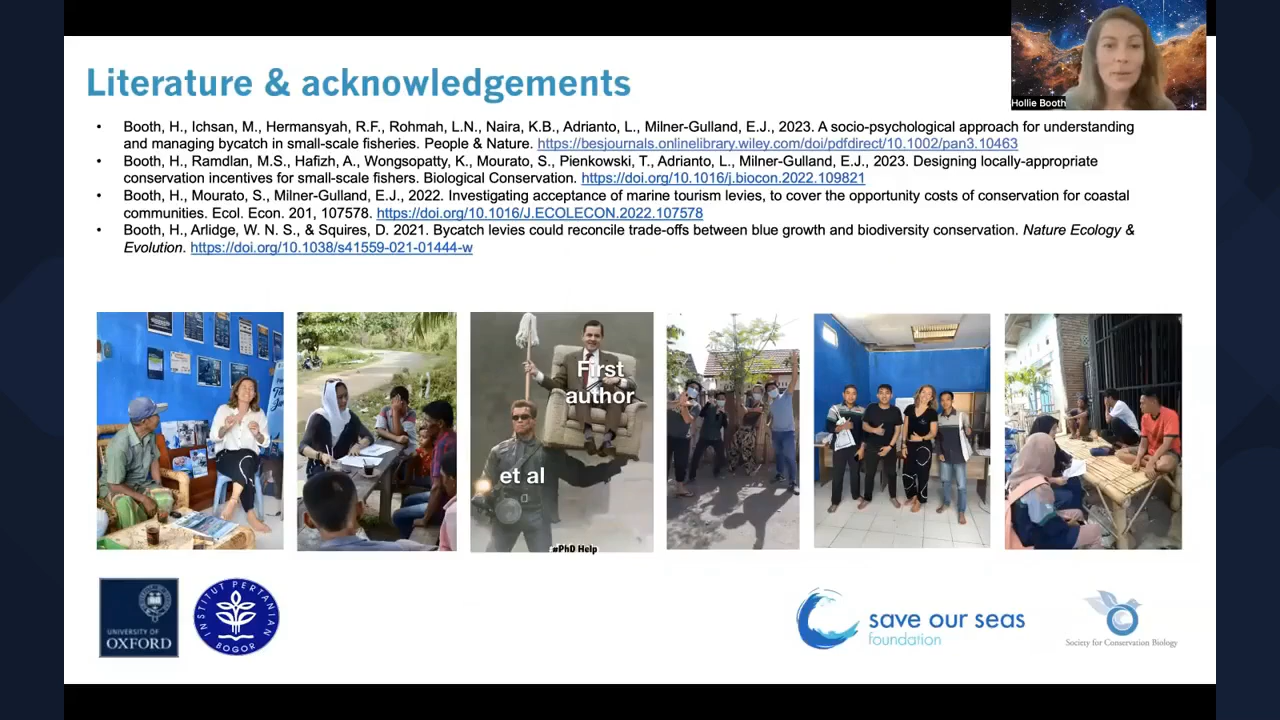 Literature & acknowledgements
Hollie Booth
• Booth, H., Ichsan, M., Hermansyah, R.F., Rohmah, L.N., Naira, K.B., Adrianto, L., Milner-Gulland, E.J., 2023. A socio-psychological approach for understanding
and managing bycatch in small-scale fisheries. People & Nature. https://besjournals.onlinelibrary.wiley.com/doi/pdfdirect/10.1002/pan3.10463
• Booth, H., Ramdlan, M.S., Hafizh, A., Wongsopatty, K., Mourato, S., Pienkowski, T., Adrianto, L., Milner-Gulland, E.J., 2023. Designing locally-appropriate
conservation incentives for small-scale fishers. Biological Conservation. https://doi.org/10.1016/j.biocon.2022.109821
• Booth, H., Mourato, S., Milner-Gulland, E.J., 2022. Investigating acceptance of marine tourism levies, to cover the opportunity costs of conservation for coastal
communities. Ecol. Econ. 201, 107578. https://doi.org/10.1016/J.ECOLECON.2022.107578
• Booth, H., Arlidge, W. N. S., & Squires, D. 2021. Bycatch levies could reconcile trade-offs between blue growth and biodiversity conservation. Nature Ecology &
Evolution. https://doi.org/10.1038/s41559-021-01444-w
First
author
et al
#PhD Help
UNIVERSITY OF
OXFORD
INSTITUT PERTANIAN
BOGOR
save our seas
foundation
Society for Conservation Biology